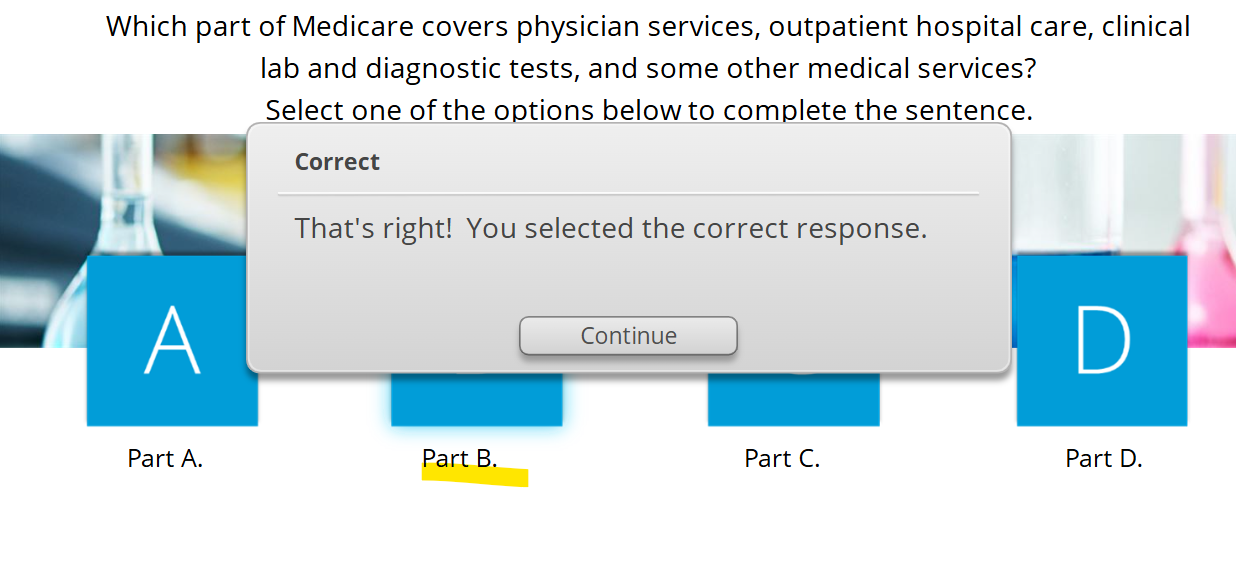 Which part of Medicare covers physician services, outpatient hospital care, clinical
lab and diagnostic tests, and some other medical services?
Select one of the options below to complete the sentence.
Correct
That's right!  You selected the correct response.
Continue
A
D
Part A.
Part B.
Part C.
Part D.